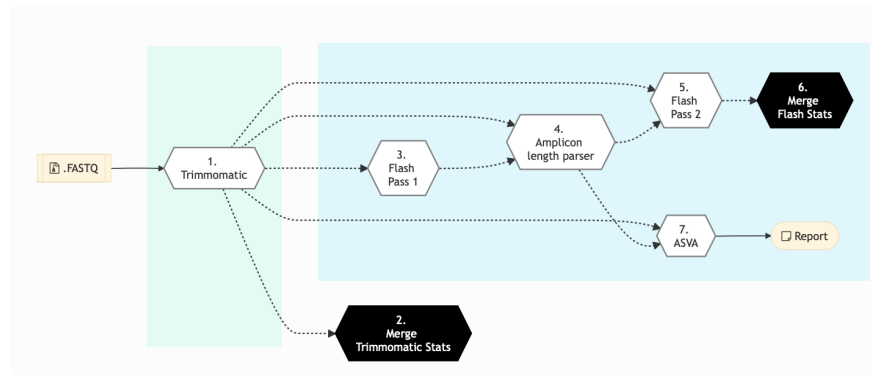 .FASTQ
1.
Trimmomatic
2.
Merge
Trimmomatic Stats
3.
Flash
Pass 1
4.
Amplicon
length parser
5.
Flash
Pass 2
6.
Merge
Flash Stats
7.
ASVA
Report